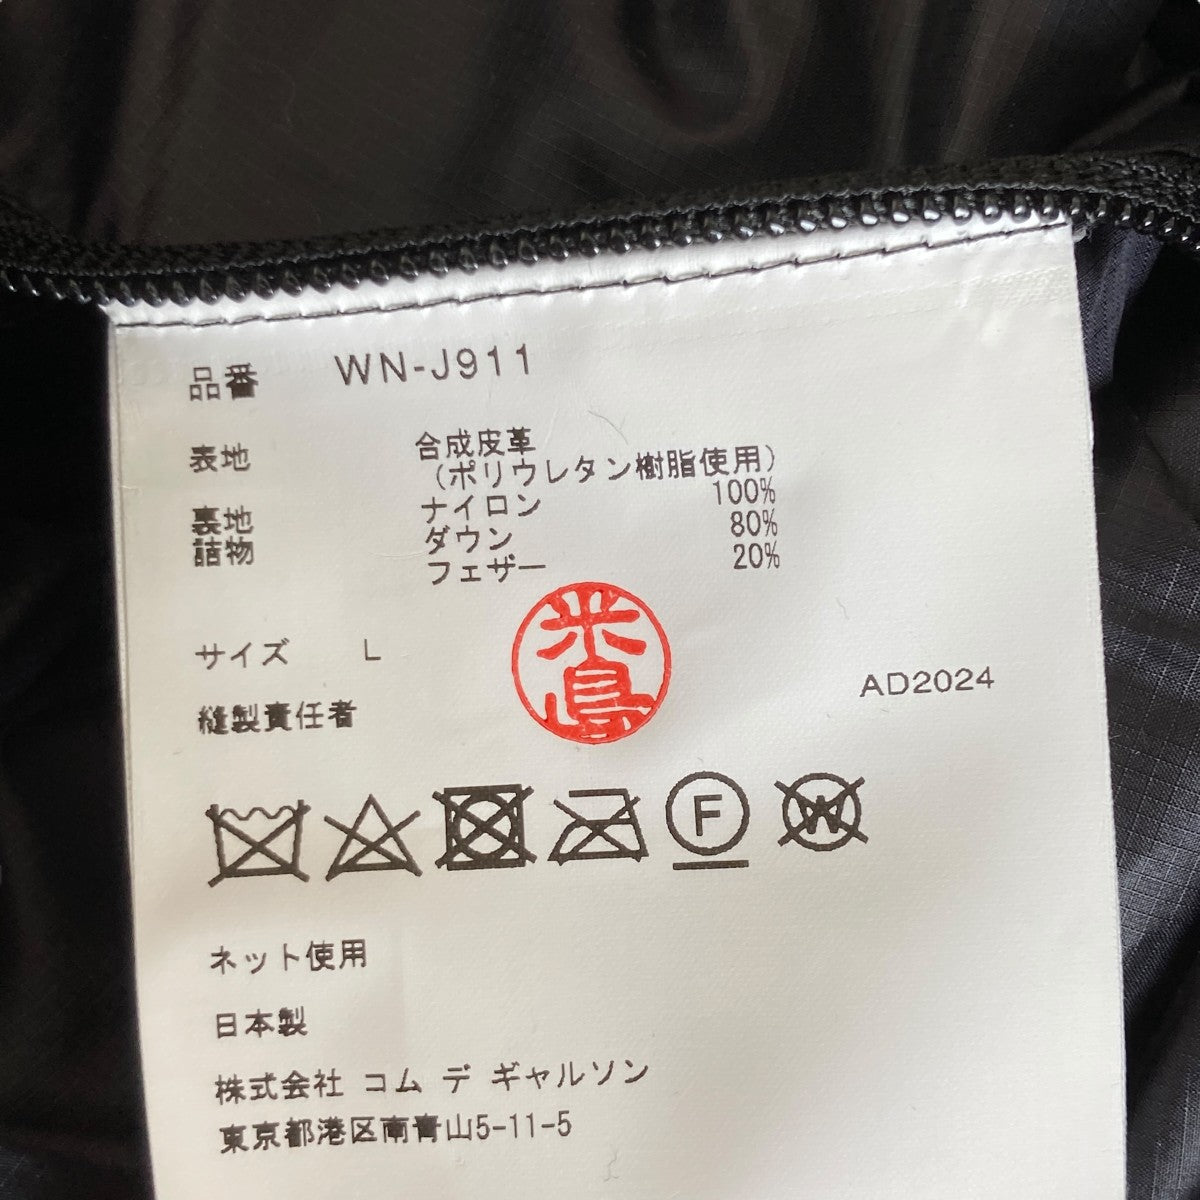 品番 WN-J911
表地 合成皮革
(ポリウレタン樹脂使用)
裏地 ナイロン 100%
詰物 ダウン 80%
フェザー 20%
サイズ L
米島
AD2024
縫製責任者
F
W
ネット使用
日本製
株式会社 コム デ ギャルソン
東京都港区南青山5-11-5